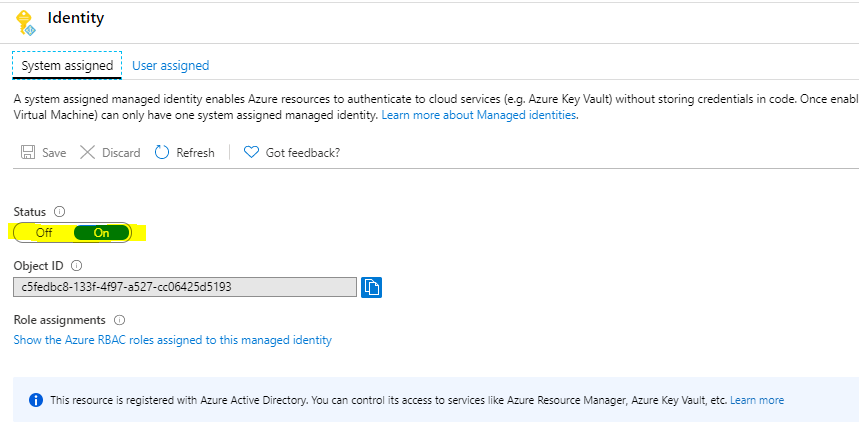 Identity
System assigned User assigned
A system assigned managed identity enables Azure resources to authenticate to cloud services (e.g. Azure Key Vault) without storing credentials in code. Once enabl
Virtual Machine) can only have one system assigned managed identity. Learn more about Managed identities.
Save Discard Refresh Got feedback?
Status
Off On
Object ID
c5fedbc8-133f-4f97-a527-cc06425d5193
Role assignments
Show the Azure RBAC roles assigned to this managed identity
This resource is registered with Azure Active Directory. You can control its access to services like Azure Resource Manager, Azure Key Vault, etc. Learn more